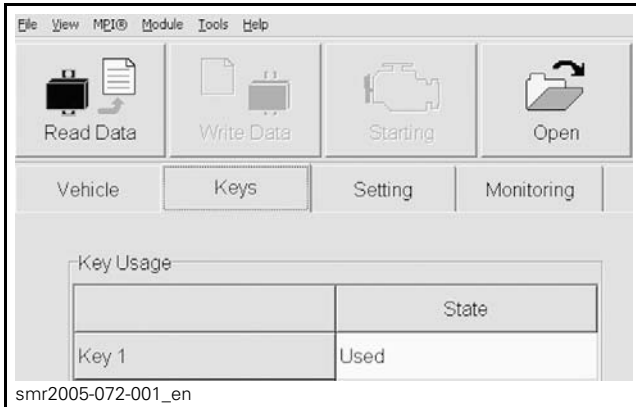 File View MPI® Module Tools Help
Read Data Write Data Starting Open
Vehicle Keys Setting Monitoring
Key Usage
State
Key 1 Used
smr2005-072-001_en